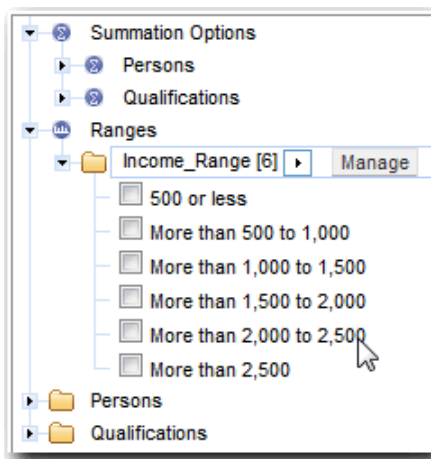 Summation Options
Persons
Qualifications
Ranges
Income_Range [6] Manage
500 or less
More than 500 to 1,000
More than 1,000 to 1,500
More than 1,500 to 2,000
More than 2,000 to 2,500
More than 2,500
Persons
Qualifications